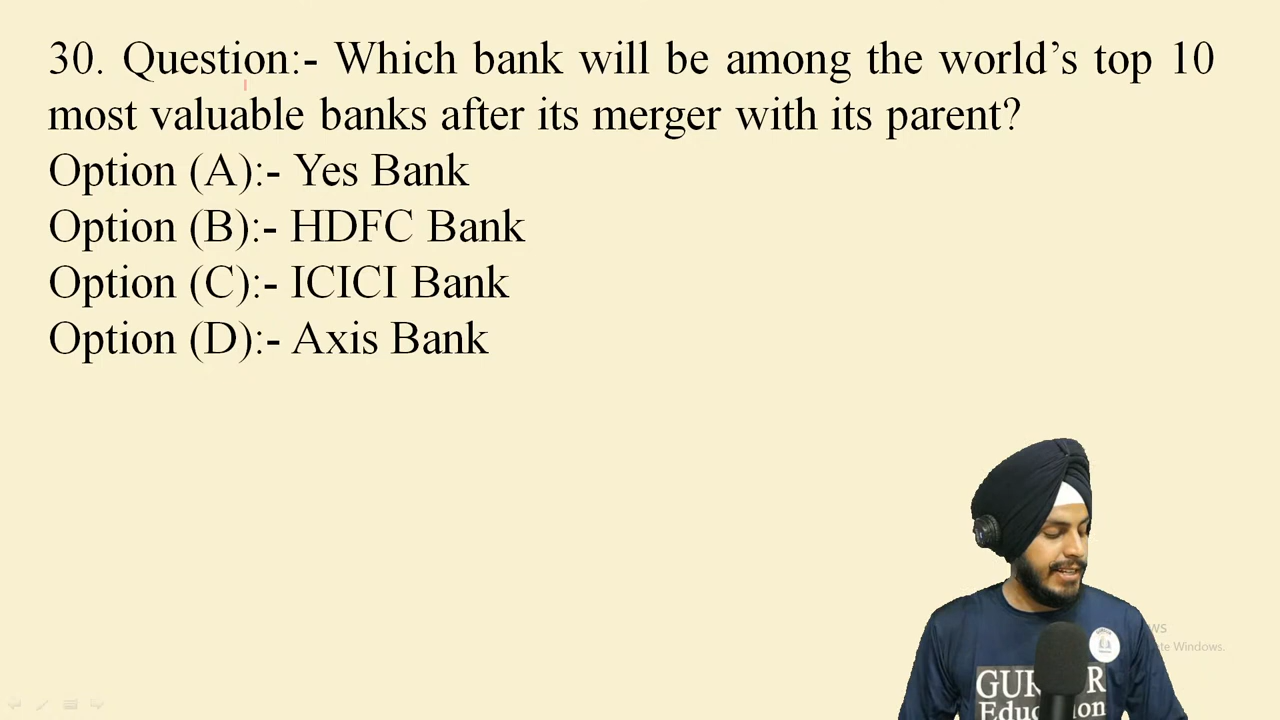 30. Question:- Which bank will be among the world's top 10
most valuable banks after its merger with its parent?
Option (A):- Yes Bank
Option (B):- HDFC Bank
Option (C):- ICICI Bank
Option (D):- Axis Bank
Windows.